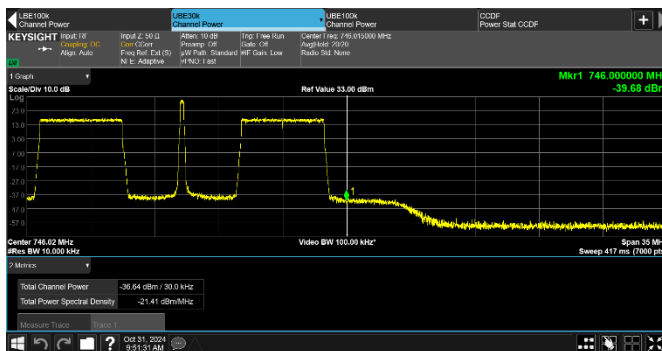 LBE100k
Channel Power
UBE30k
Channel Power
UBE100k
Channel Power
CCDF
Power Stat CCDF
KEYSIGHT Input: RF
Coupling: DC
Align: Auto
Input Z: 50 Ω
Corr CCorr
Freq Ref: Ext (S)
NFE: Adaptive
Atten: 10 dB
Preamp: Off
µW Path: Standard
#PNO: Fast
Trig: Free Run
Gate: Off
#IF Gain: Low
Center Freq: 746.015000 MHz
Avg|Hold: 20/20
Radio Std: None
1 Graph
Scale/Div 10.0 dB
Ref Value 33.00 dBm
Mkr1 746.000000 MH
-39.68 dBr
Log
23.0
13.0
3.00
-7.00
-17.0
-27.0
-37.0
-47.0
-57.0
1
Center 746.02 MHz
#Res BW 10.000 kHz
Video BW 100.00 kHz*
Span 35 MH
Sweep 417 ms (7000 pts
2 Metrics
Total Channel Power -36.64 dBm / 30.0 kHz
Total Power Spectral Density -21.41 dBm/MHz
Measure Trace Trace 1
Oct 31, 2024
9:51:31 AM